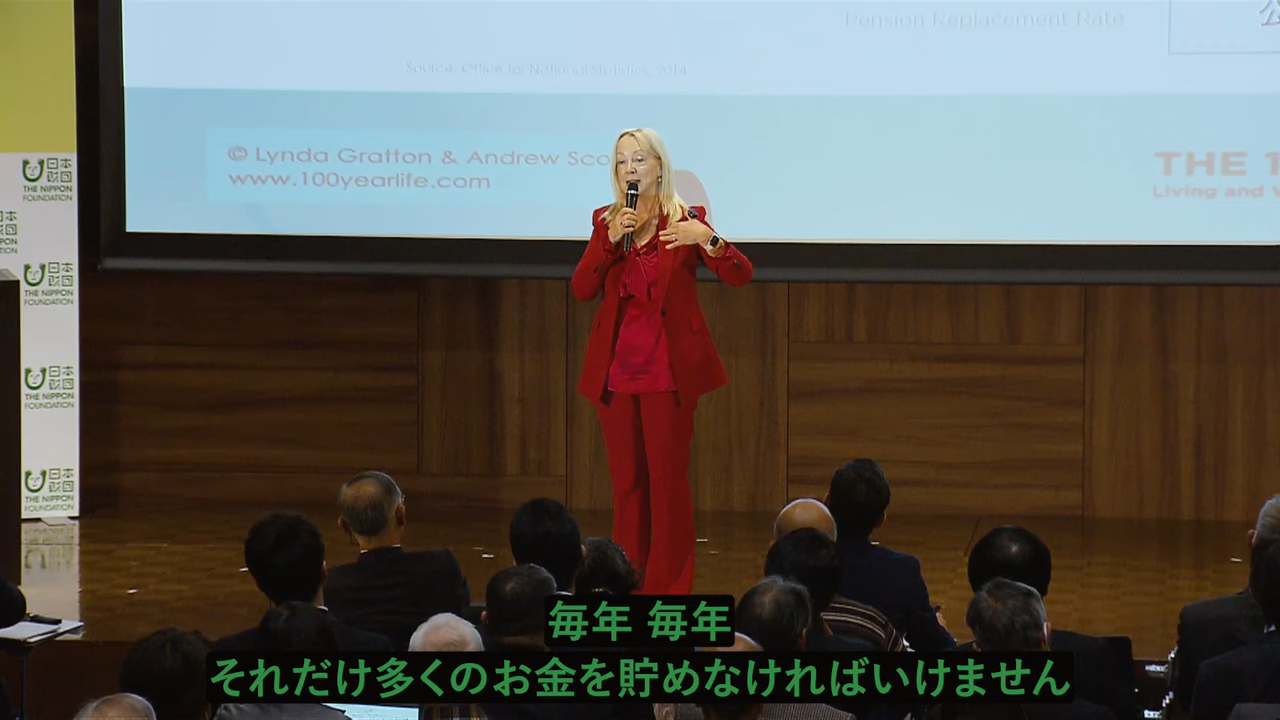 Pension Replacement Rate
公
Source: Office for National Statistics, 2014
© Lynda Gratton & Andrew Sco
www.100yearlife.com
THE 1
Living and
日本
財団
THE NIPPON
FOUNDATION
日本
財団
THE NIPPON
FOUNDATION
日本
財団
THE NIPPON
FOUNDATION
日本
財団
THE NIPPON
FOUNDATION
毎年 毎年
それだけ多くのお金を貯めなければいけません